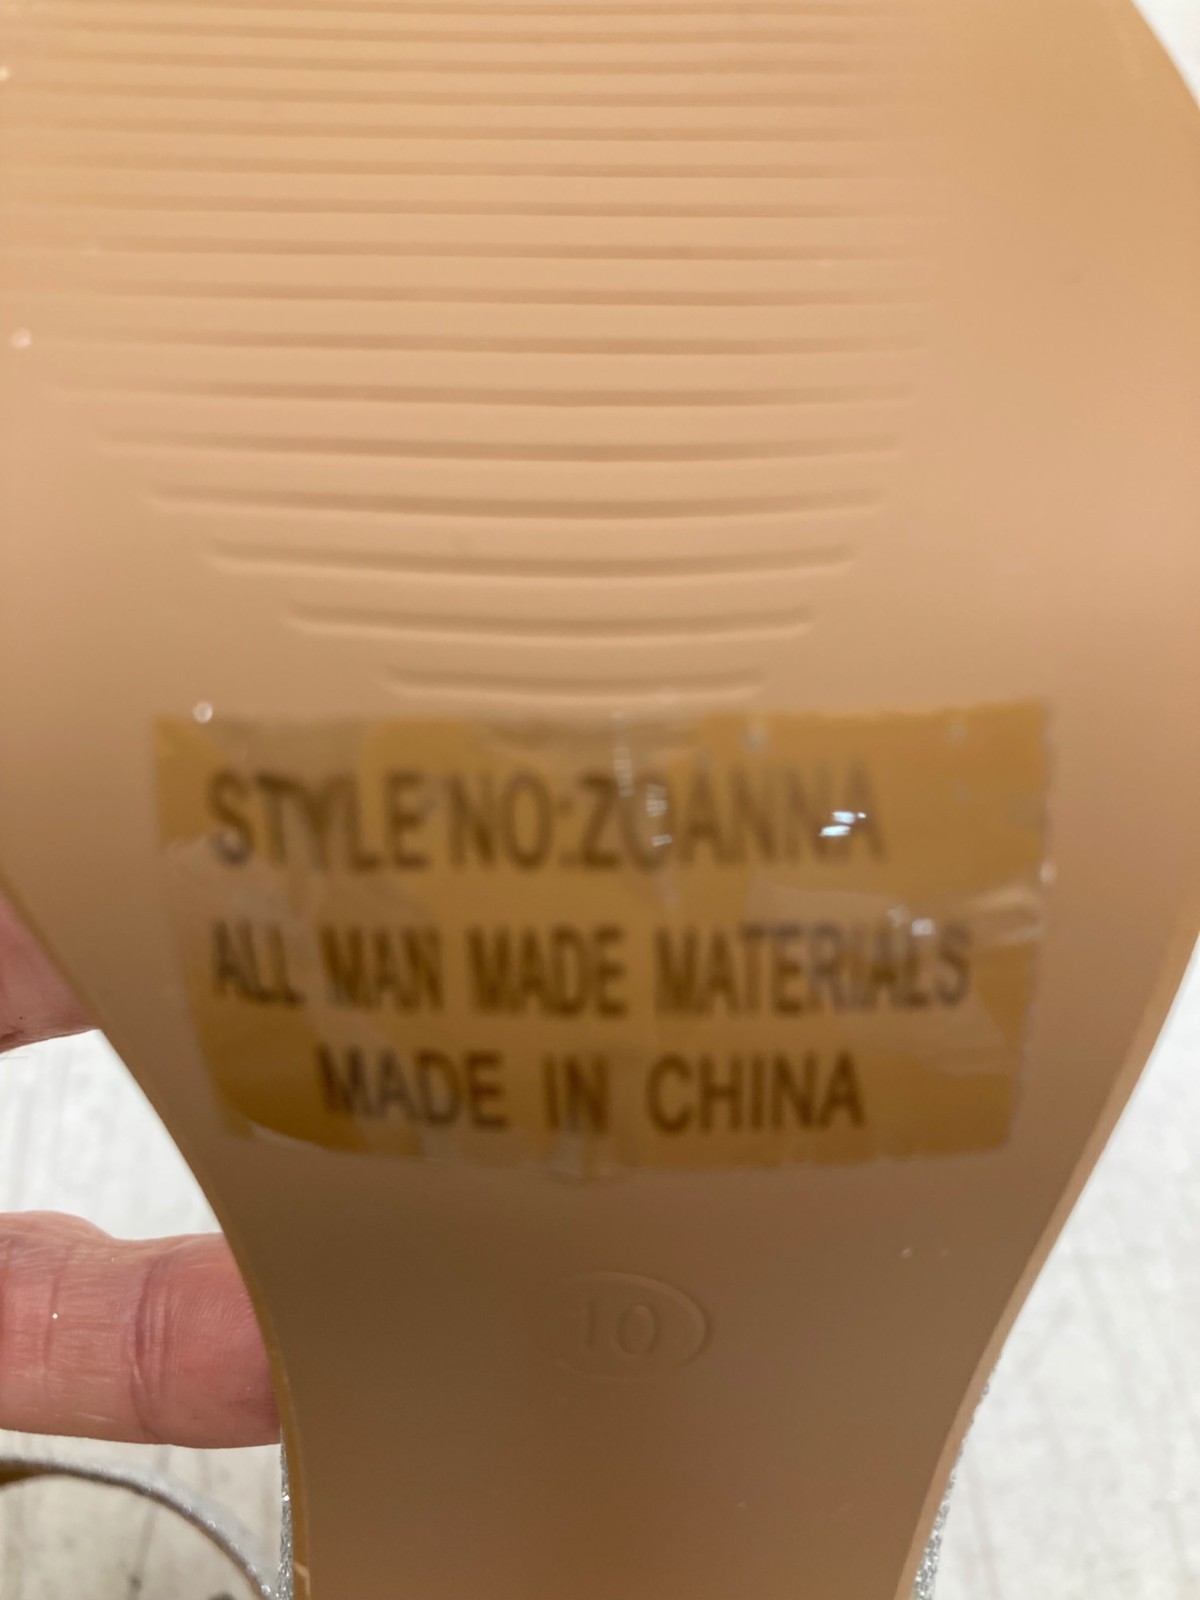 STYLE NO:ZOANNA
ALL MAN MADE MATERIALS
MADE IN CHINA
10